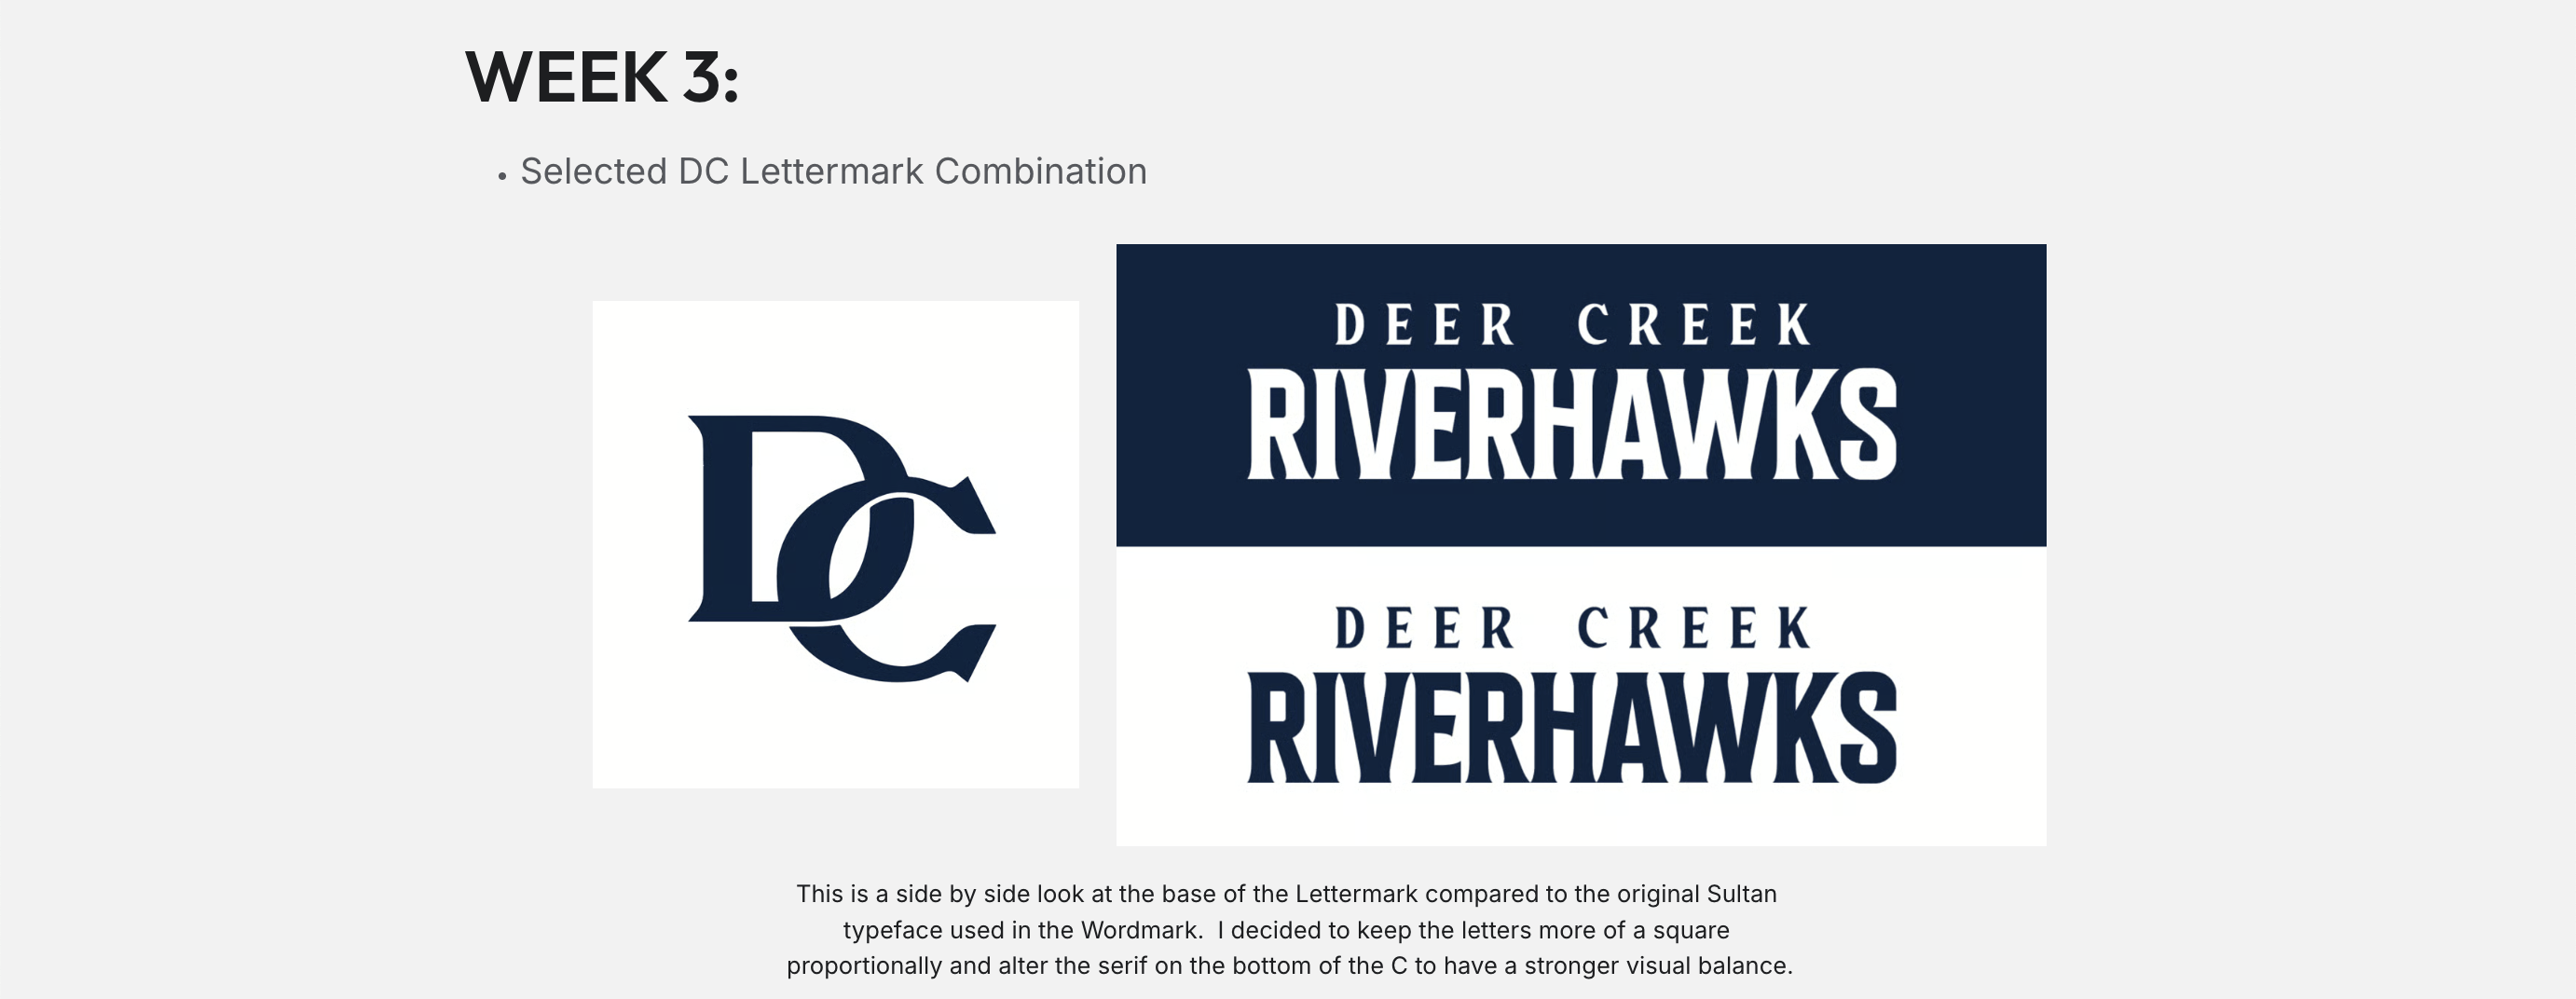 WEEK 3:
• Selected DC Lettermark Combination
DC
DEER CREEK
RIVERHAWKS
DEER CREEK
RIVERHAWKS
This is a side by side look at the base of the Lettermark compared to the original Sultan
typeface used in the Wordmark.  I decided to keep the letters more of a square
proportionally and alter the serif on the bottom of the C to have a stronger visual balance.